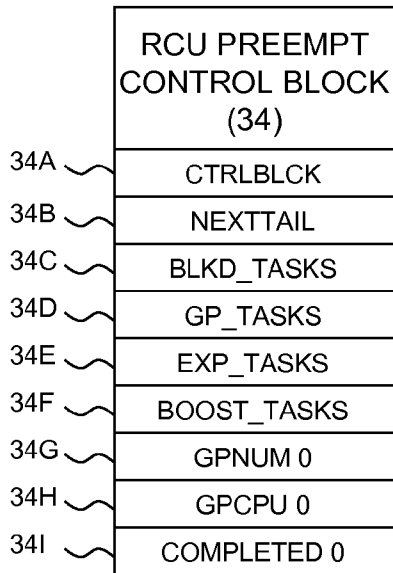 RCU PREEMPT
CONTROL BLOCK
(34)
34A CTRLBLCK
34B NEXTTAIL
34C BLKD_TASKS
34D GP_TASKS
34E EXP_TASKS
34F BOOST_TASKS
34G GPNUM 0
34H GPCPU 0
34I COMPLETED 0